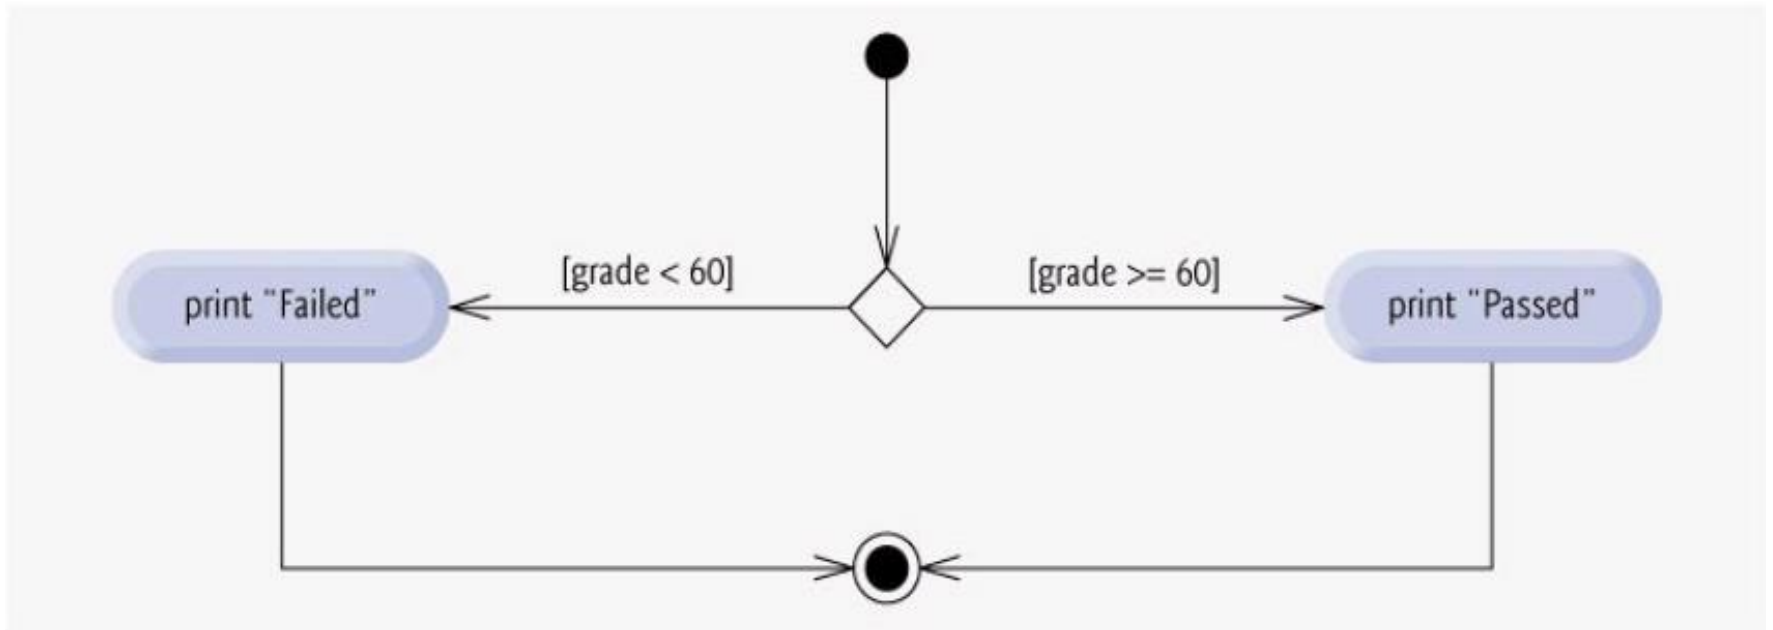 [grade < 60]
[grade >= 60]
print “Failed”
print “Passed”